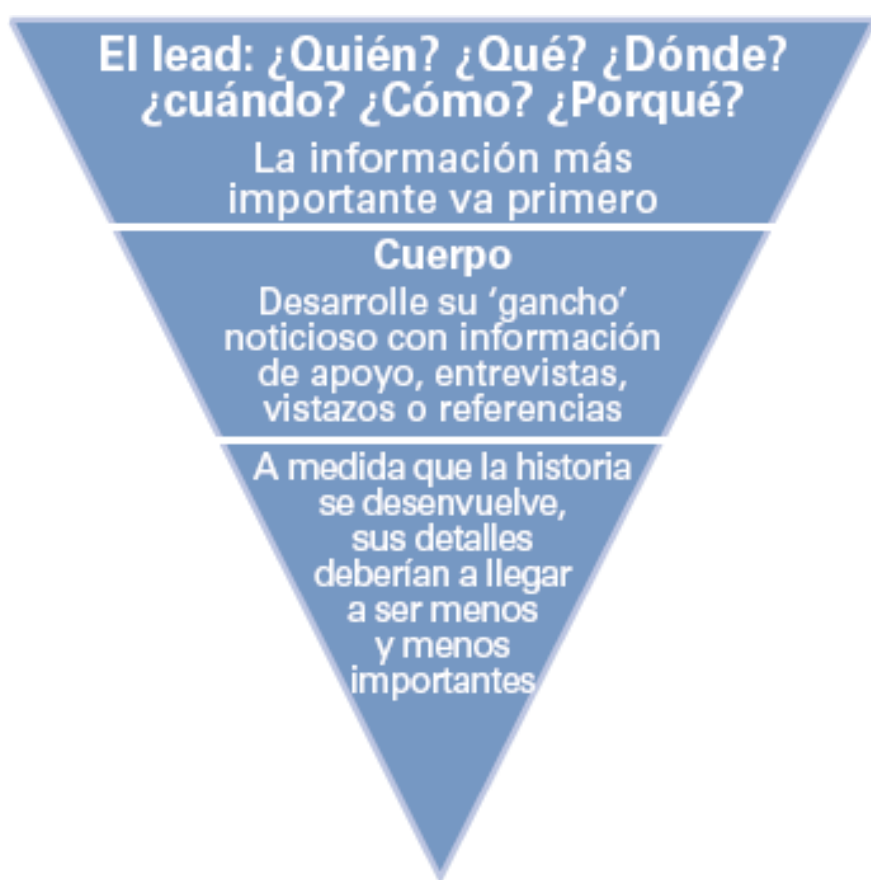 El lead: ¿Quién? ¿Qué? ¿Dónde?
¿cuándo? ¿Cómo? ¿Porqué?
La información más
importante va primero
Cuerpo
Desarrolle su ‘gancho’
noticioso con información
de apoyo, entrevistas,
vistazos o referencias
A medida que la historia
se desenvuelve,
sus detalles
deberían a llegar
a ser menos
y menos
importantes